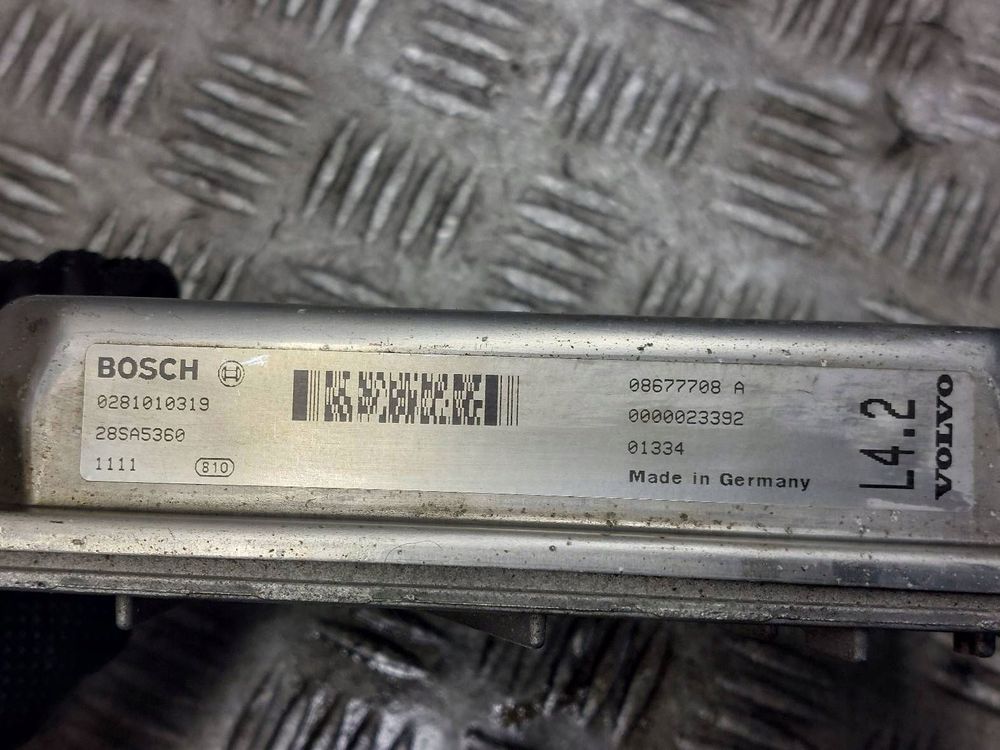 BOSCH
0281010319
28SA5360
1111 810
08677708 A
0000023392
01334
Made in Germany
L4.2
VOLVO